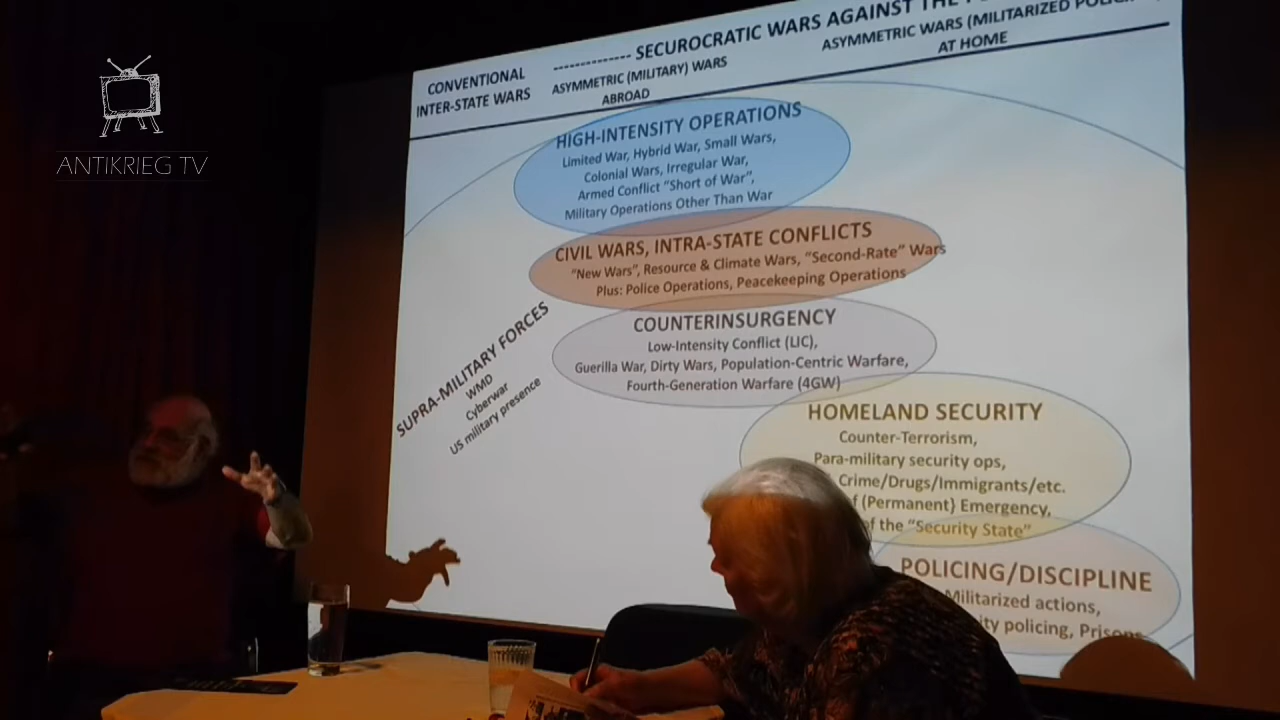 ANTIKRIEG TV
------------- SECUROCRATIC WARS AGAINST THE
CONVENTIONAL
INTER-STATE WARS
ASYMMETRIC (MILITARY) WARS
ABROAD
ASYMMETRIC WARS (MILITARIZED
AT HOME
HIGH-INTENSITY OPERATIONS
Limited War, Hybrid War, Small Wars,
Colonial Wars, Irregular War,
Armed Conflict “Short of War”,
Military Operations Other Than War
CIVIL WARS, INTRA-STATE CONFLICTS
“New Wars”, Resource & Climate Wars, “Second-Rate” Wars
Plus: Police Operations, Peacekeeping Operations
SUPRA-MILITARY FORCES
WMD
Cyberwar
US military presence
COUNTERINSURGENCY
Low-Intensity Conflict (LIC),
Guerilla War, Dirty Wars, Population-Centric Warfare,
Fourth-Generation Warfare (4GW)
HOMELAND SECURITY
Counter-Terrorism,
Para-military security ops,
Crime/Drugs/Immigrants/etc.
(Permanent) Emergency,
of the “Security State”
POLICING/DISCIPLINE
Militarized actions,
policing, Prisons